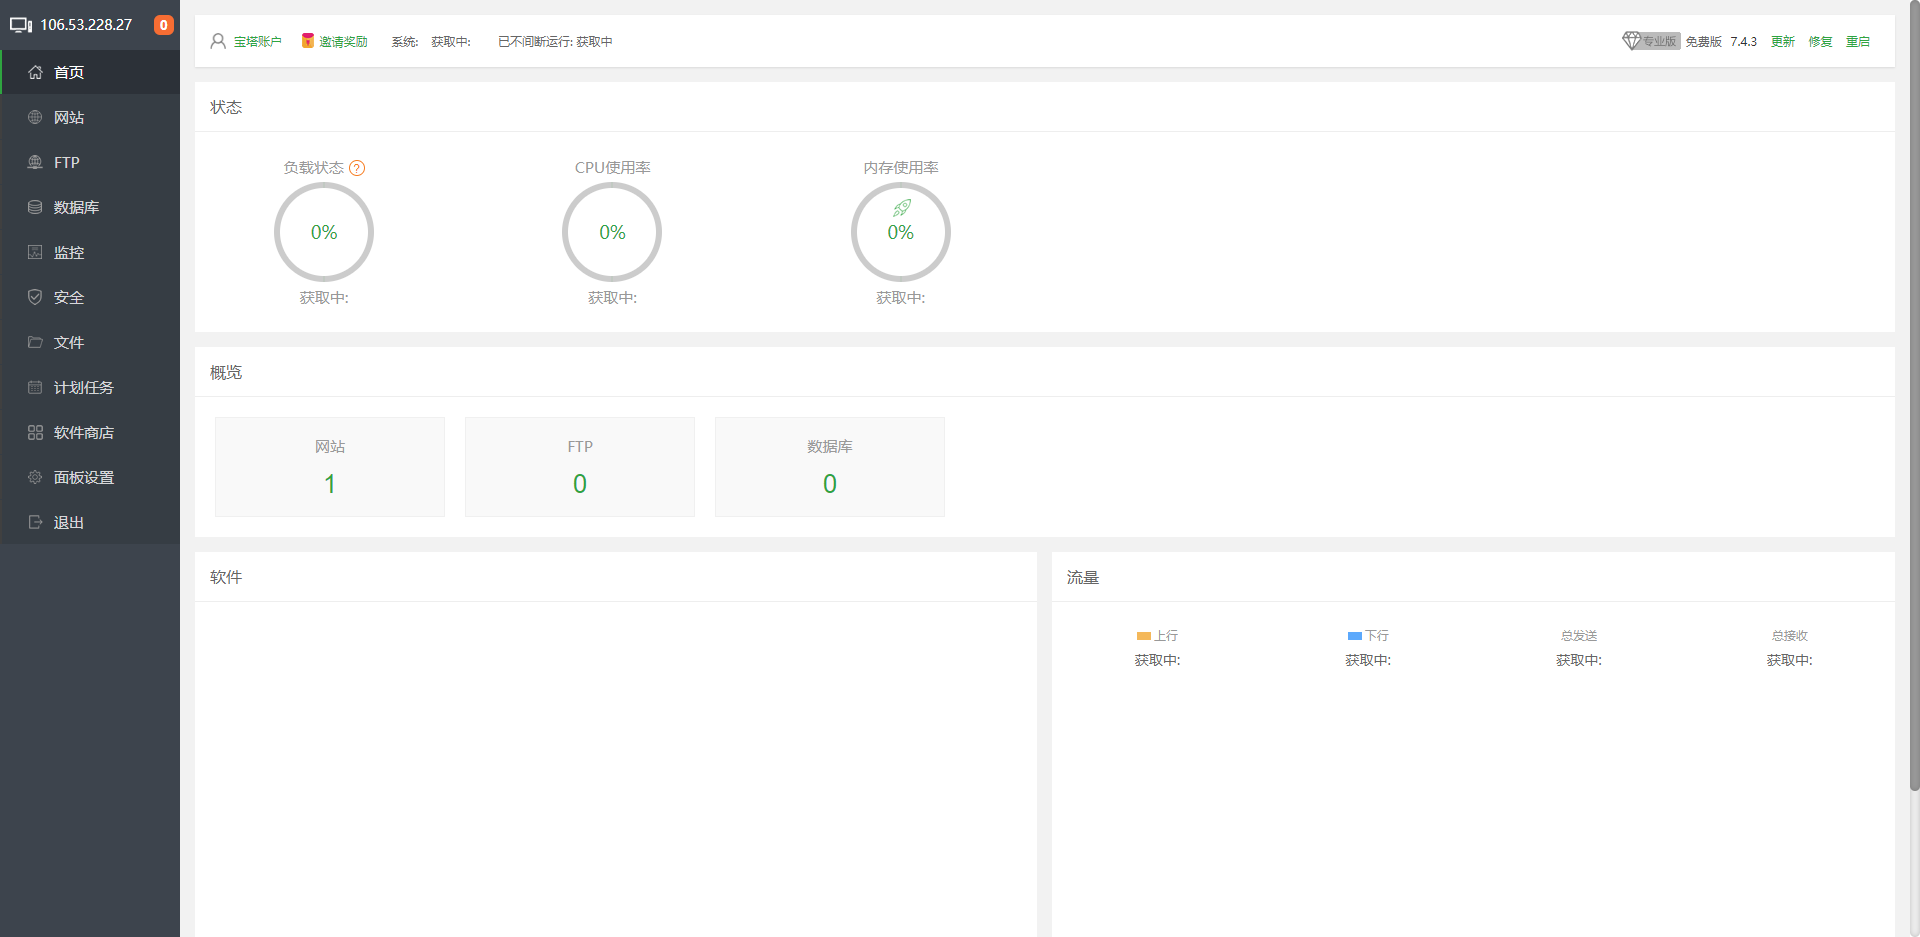 106.53.228.27 0
首页
网站
FTP
数据库
监控
安全
文件
计划任务
软件商店
面板设置
退出
宝塔账户 邀请奖励 系统: 获取中: 已不间断运行: 获取中 专业版 免费版 7.4.3 更新 修复 重启
状态
负载状态 ? CPU使用率 内存使用率
0% 0% 0%
获取中: 获取中: 获取中:
概览
网站 FTP 数据库
1 0 0
软件
流量
上行 下行 总发送 总接收
获取中: 获取中: 获取中: 获取中: